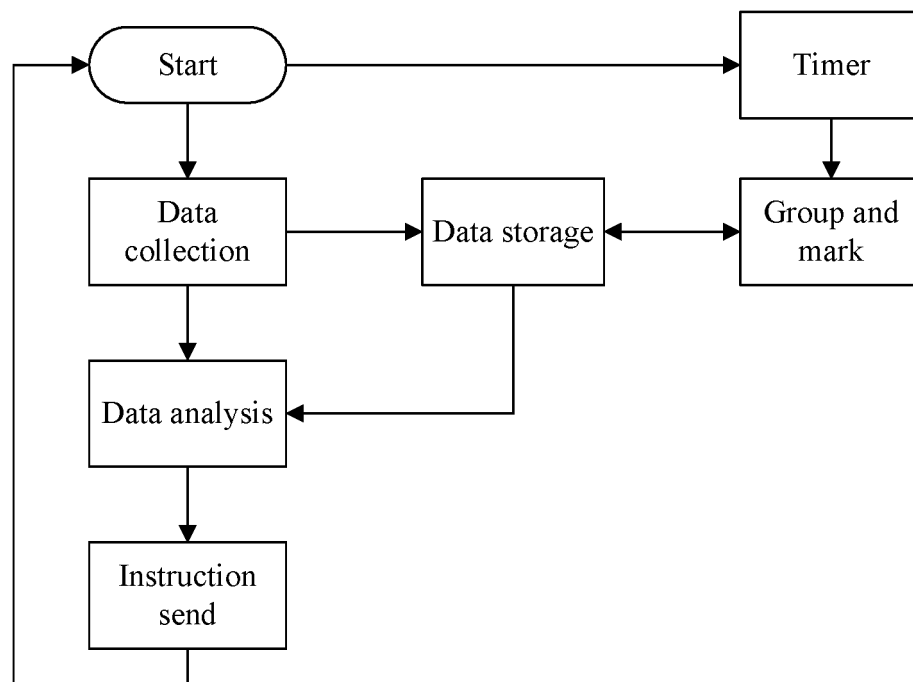 Start
Timer
Data
collection
Data storage
Group and
mark
Data analysis
Instruction
send